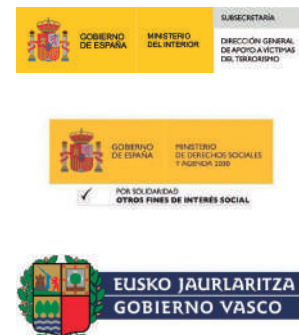 SUBSECRETARÍA
GOBIERNO
DE ESPAÑA
MINISTERIO
DEL INTERIOR
DIRECCIÓN GENERAL
DE APOYO A VÍCTIMAS
DEL TERRORISMO
GOBIERNO
DE ESPAÑA
MINISTERIO
DE DERECHOS SOCIALES
Y AGENDA 2030
POR SOLIDARIDAD
OTROS FINES DE INTERÉS SOCIAL
EUSKO JAURLARITZA
GOBIERNO VASCO